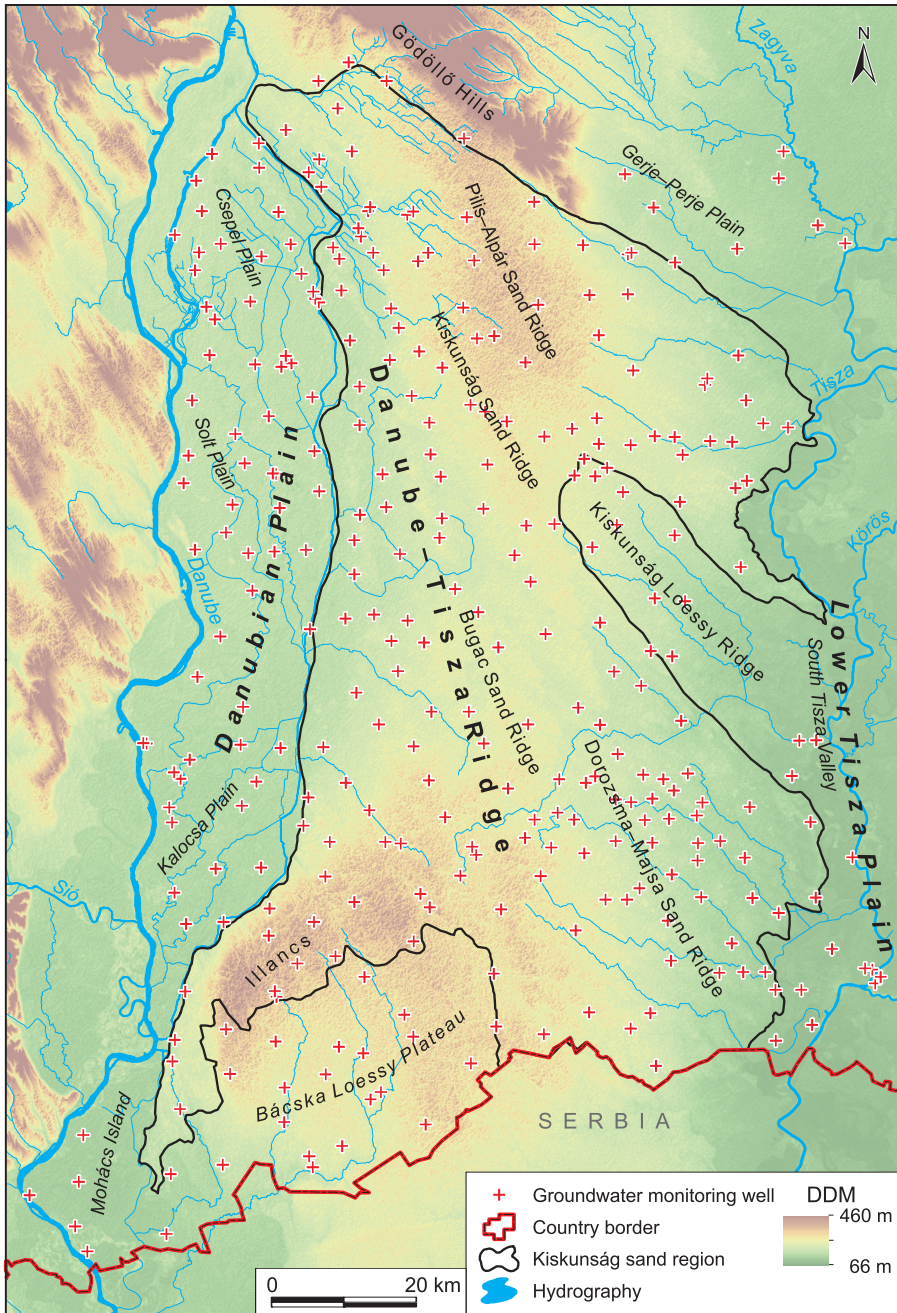 N
Zagyva
Gödöllő Hills
Gerje–Perje Plain
Pilis–Alpár Sand Ridge
Csepel Plain
Kiskunság Sand Ridge
Tisza
Danube–Tisza Ridge
Solt Plain
Danubian Plain
Körös
Kiskunság Loessy Ridge
Danube
Lower Tisza Plain
South Tisza Valley
Bugac Sand Ridge
Dorozsma–Majsa Sand Ridge
Kalocsa Plain
Sió
Illancs
Bácska Loessy Plateau
Mohács Island
SERBIA
Groundwater monitoring well
Country border
Kiskunság sand region
Hydrography
DDM
460 m
66 m
0 20 km